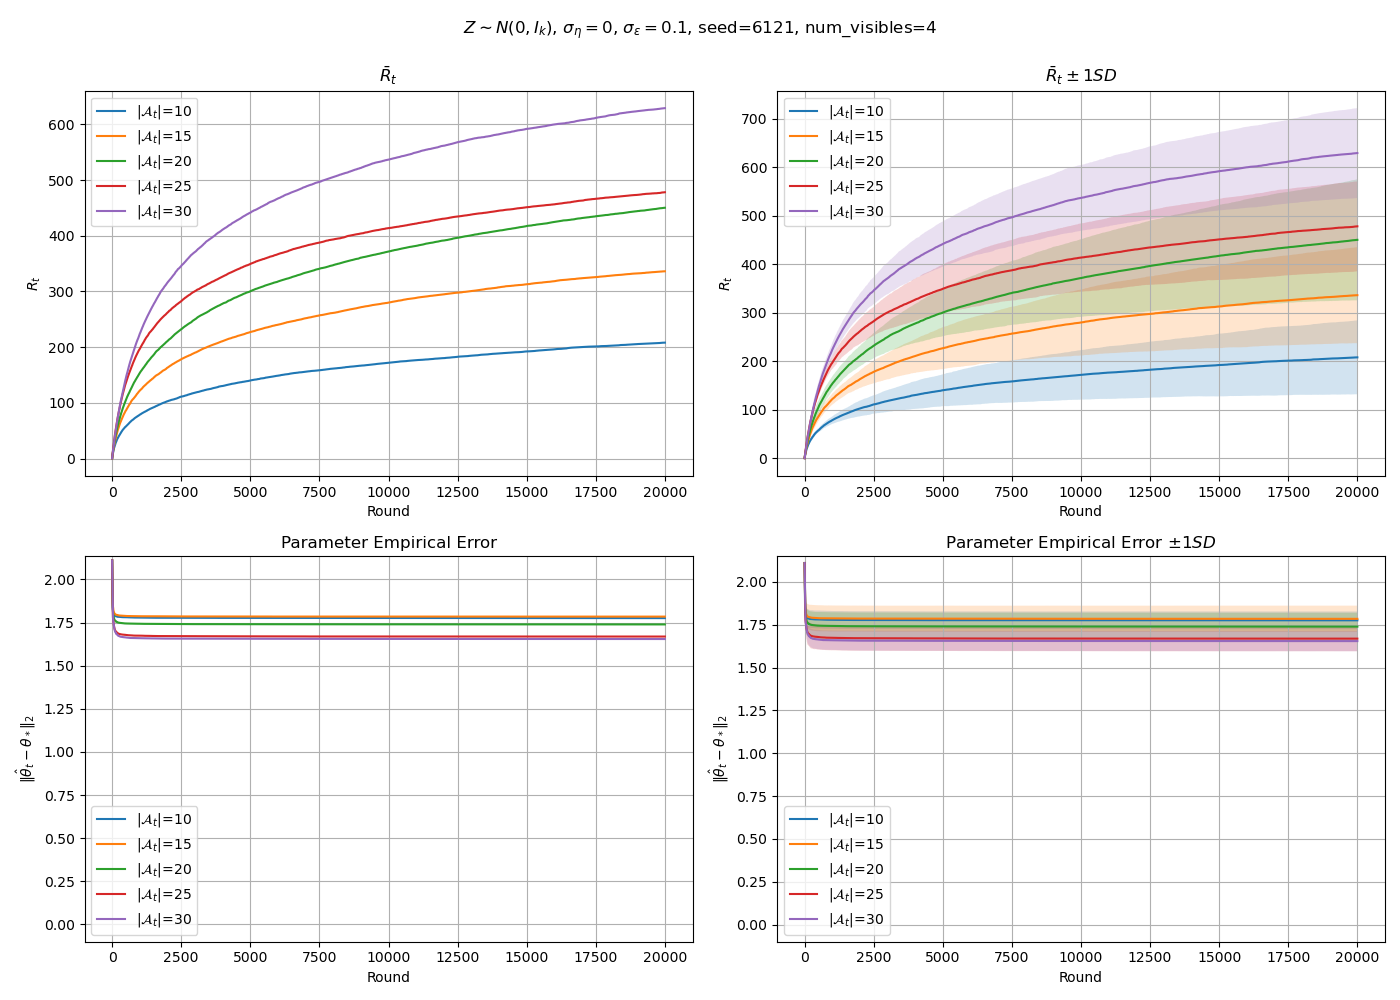 Z ∼ N(0, I_k), σ_η = 0, σ_ε = 0.1, seed=6121, num_visibles=4
R̄_t
R_t
600
500
400
300
200
100
0
|𝒜_t|=10
|𝒜_t|=15
|𝒜_t|=20
|𝒜_t|=25
|𝒜_t|=30
0 2500 5000 7500 10000 12500 15000 17500 20000
Round
R̄_t ± 1SD
R_t
700
600
500
400
300
200
100
0
|𝒜_t|=10
|𝒜_t|=15
|𝒜_t|=20
|𝒜_t|=25
|𝒜_t|=30
0 2500 5000 7500 10000 12500 15000 17500 20000
Round
Parameter Empirical Error
‖θ̂_t − θ_*‖_2
2.00
1.75
1.50
1.25
1.00
0.75
0.50
0.25
0.00
|𝒜_t|=10
|𝒜_t|=15
|𝒜_t|=20
|𝒜_t|=25
|𝒜_t|=30
0 2500 5000 7500 10000 12500 15000 17500 20000
Round
Parameter Empirical Error ±1SD
‖θ̂_t − θ_*‖_2
2.00
1.75
1.50
1.25
1.00
0.75
0.50
0.25
0.00
|𝒜_t|=10
|𝒜_t|=15
|𝒜_t|=20
|𝒜_t|=25
|𝒜_t|=30
0 2500 5000 7500 10000 12500 15000 17500 20000
Round